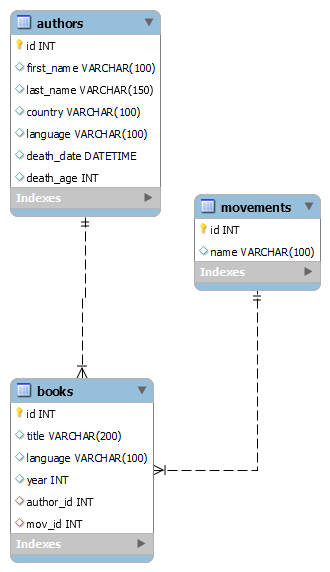 authors
id INT
first_name VARCHAR(100)
last_name VARCHAR(150)
country VARCHAR(100)
language VARCHAR(100)
death_date DATETIME
death_age INT
Indexes
movements
id INT
name VARCHAR(100)
Indexes
books
id INT
title VARCHAR(200)
language VARCHAR(100)
year INT
author_id INT
mov_id INT
Indexes